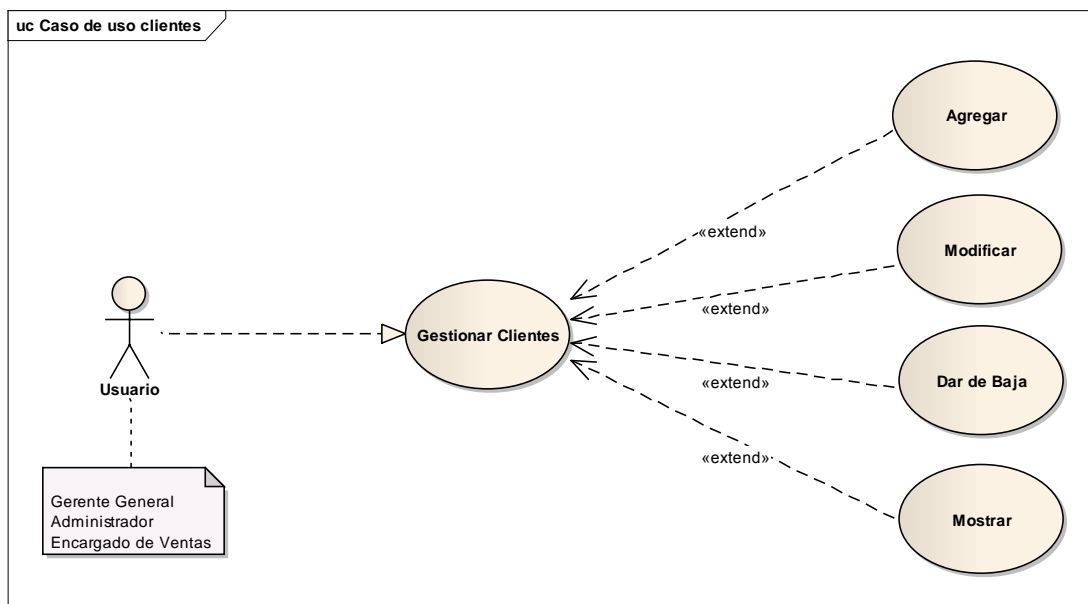 uc Caso de uso clientes
Agregar
«extend»
Modificar
«extend»
Gestionar Clientes
Usuario
«extend»
Dar de Baja
«extend»
Gerente General
Administrador
Encargado de Ventas
Mostrar